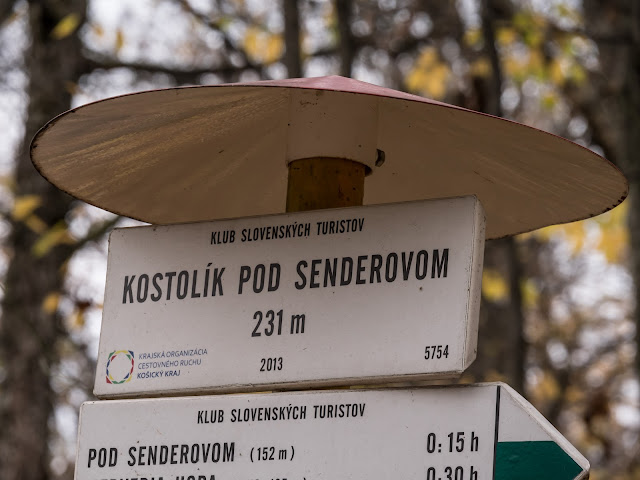 KLUB SLOVENSKÝCH TURISTOV
KOSTOLÍK POD SENDEROVOM
231 m
KRAJSKÁ ORGANIZÁCIA
CESTOVNÉHO RUCHU
KOŠICKÝ KRAJ
2013
5754
KLUB SLOVENSKÝCH TURISTOV
POD SENDEROVOM (152 m) 0:15 h
HORA 0:30 h